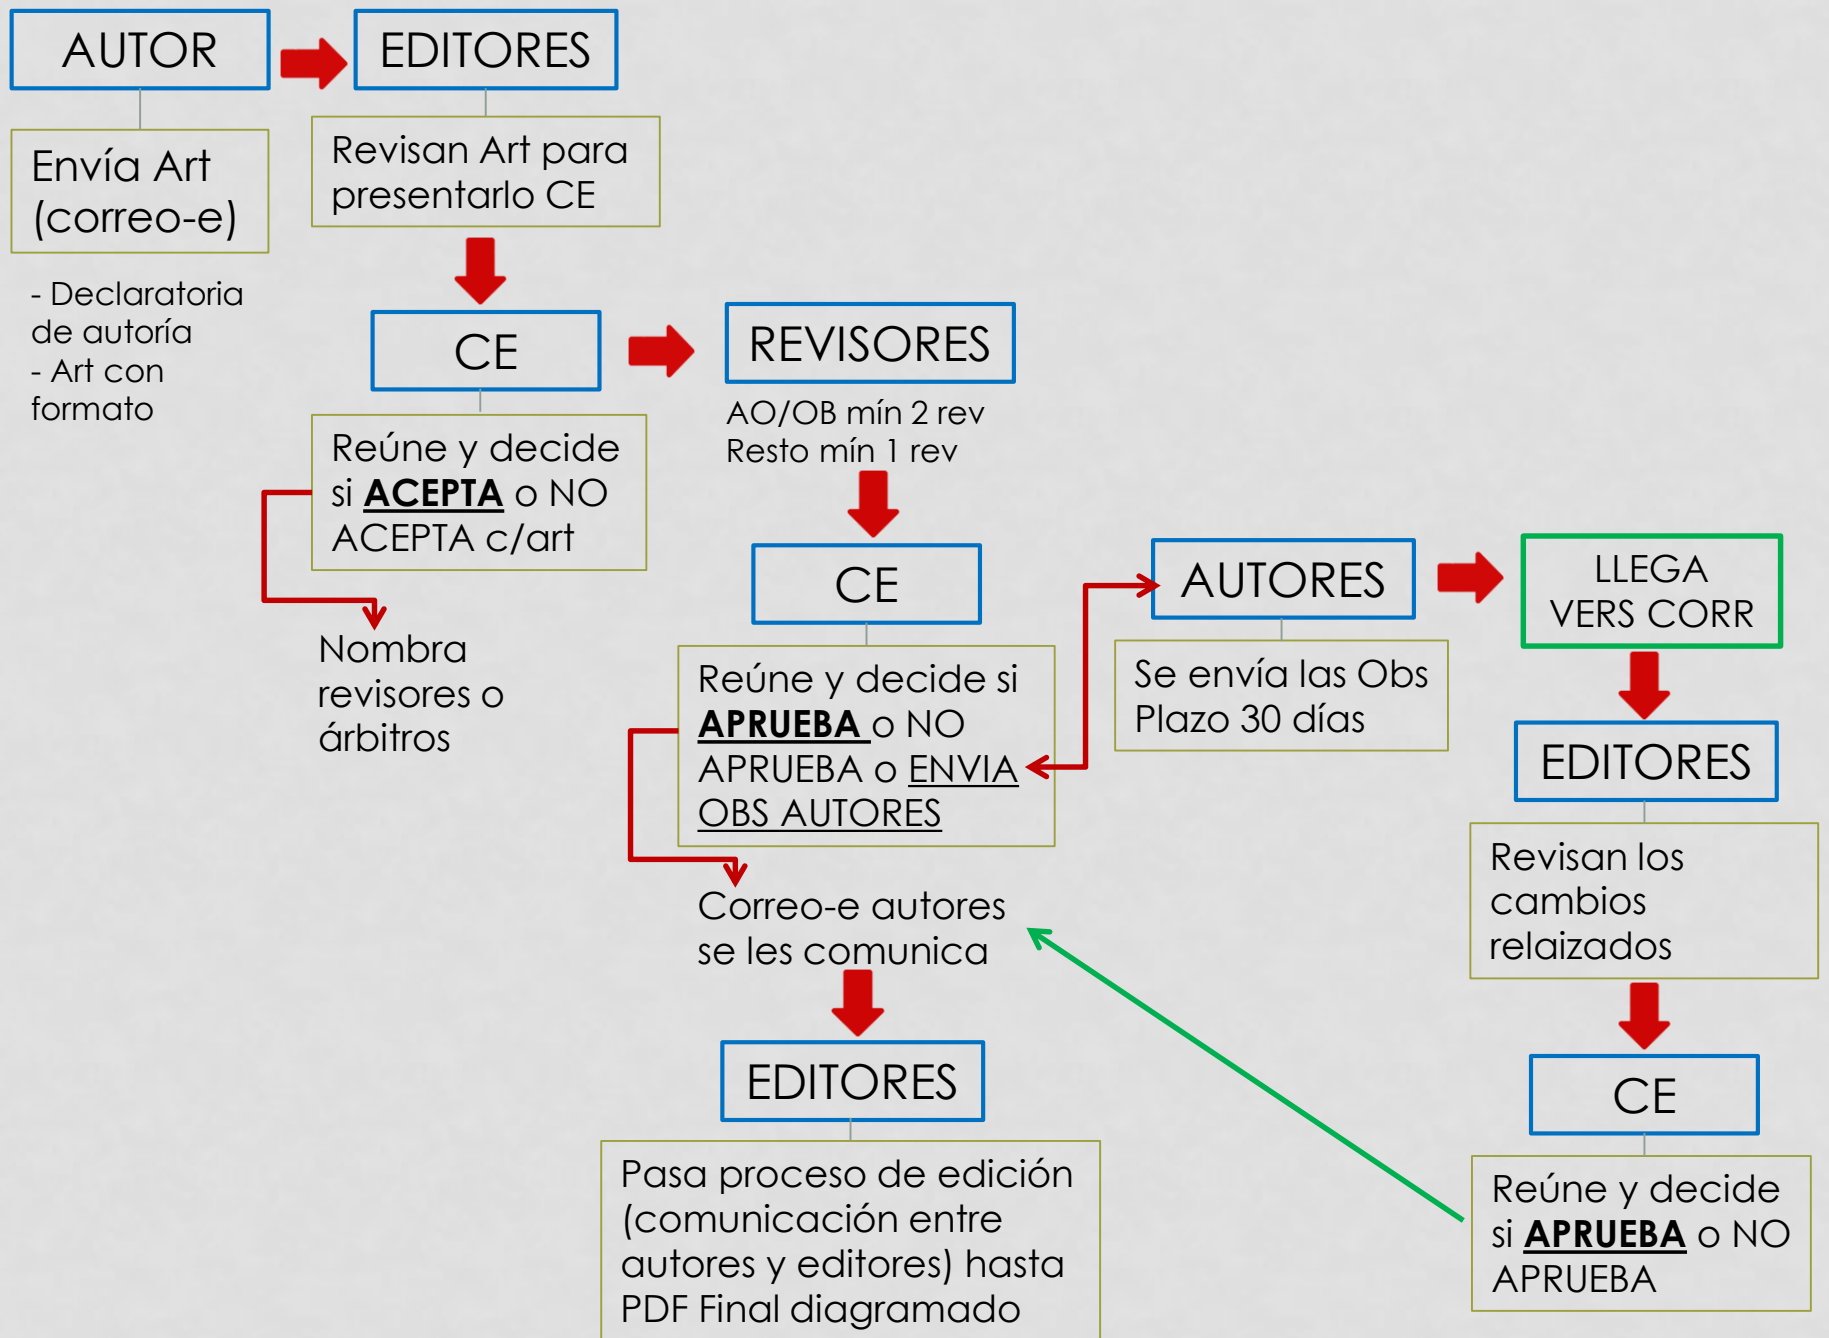 AUTOR
Envía Art
(correo-e)
- Declaratoria
de autoría
- Art con
formato
EDITORES
Revisan Art para
presentarlo CE
CE
Reúne y decide
si ACEPTA o NO
ACEPTA c/art
Nombra
revisores o
árbitros
REVISORES
AO/OB mín 2 rev
Resto mín 1 rev
CE
Reúne y decide si
APRUEBA o NO
APRUEBA o ENVIA
OBS AUTORES
Correo-e autores
se les comunica
EDITORES
Pasa proceso de edición
(comunicación entre
autores y editores) hasta
PDF Final diagramado
AUTORES
Se envía las Obs
Plazo 30 días
LLEGA
VERS CORR
EDITORES
Revisan los
cambios
relaizados
CE
Reúne y decide
si APRUEBA o NO
APRUEBA